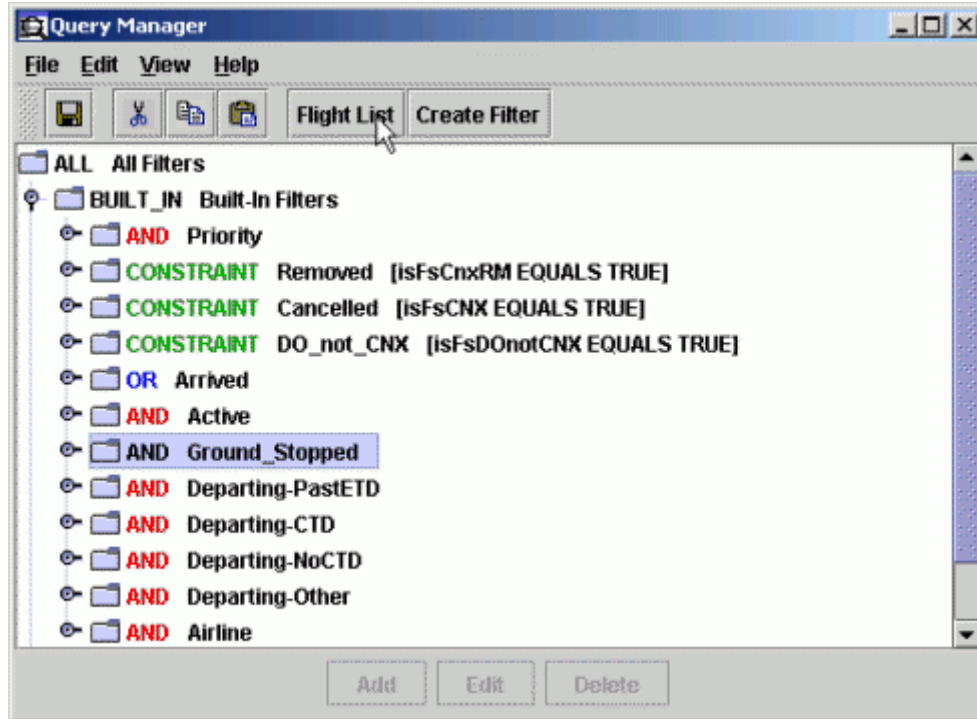 Query Manager
File Edit View Help
Flight List Create Filter
ALL All Filters
BUILT_IN Built-In Filters
AND Priority
CONSTRAINT Removed [isFsCnxRM EQUALS TRUE]
CONSTRAINT Cancelled [isFsCNX EQUALS TRUE]
CONSTRAINT DO_not_CNX [isFsDOnotCNX EQUALS TRUE]
OR Arrived
AND Active
AND Ground_Stopped
AND Departing-PastETD
AND Departing-CTD
AND Departing-NoCTD
AND Departing-Other
AND Airline
Add Edit Delete